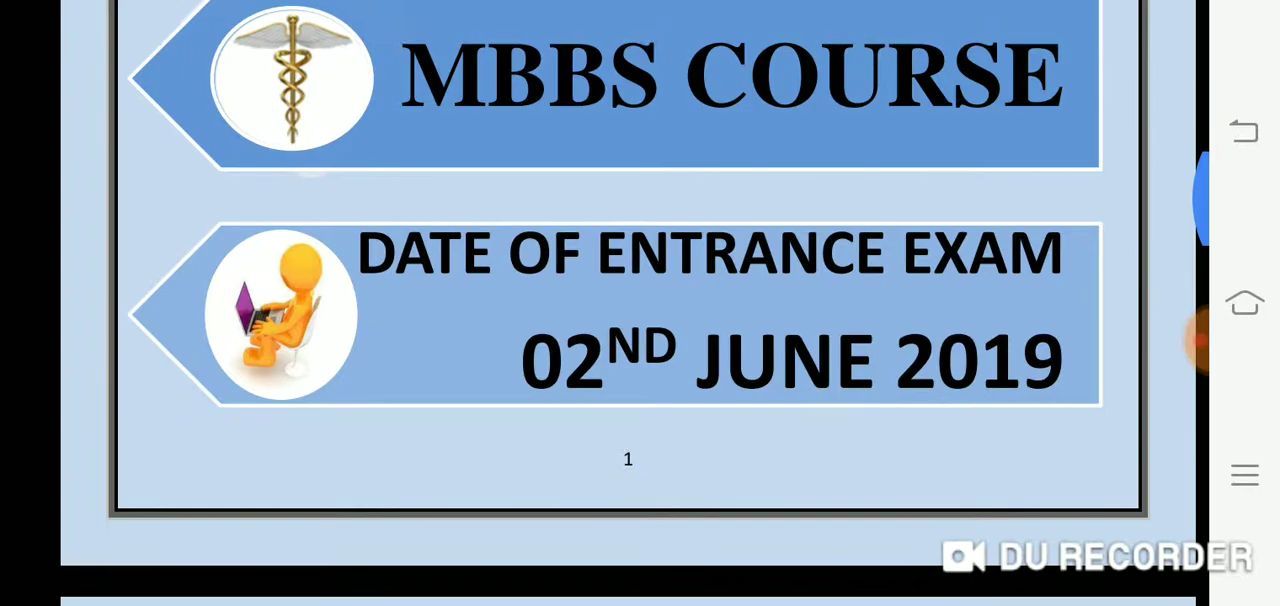 MBBS COURSE
DATE OF ENTRANCE EXAM
02ND JUNE 2019
1
DU RECORDER